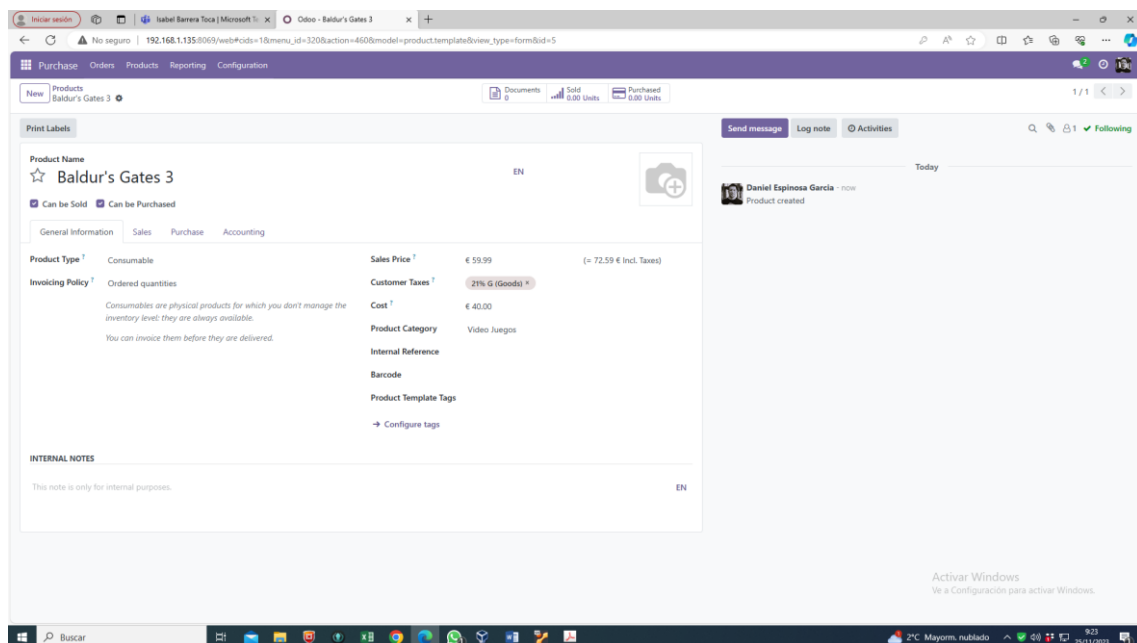 Iniciar sesión
Isabel Barrera Toca | Microsoft Te
Odoo - Baldur's Gates 3
No seguro | 192.168.1.135:8069/web#cids=1&menu_id=320&action=460&model=product.template&view_type=form&id=5
Purchase Orders Products Reporting Configuration 2
New
Products
Baldur's Gates 3
Documents
0
Sold
0.00 Units
Purchased
0.00 Units
1 / 1
Print Labels
Send message Log note Activities 1 Following
Product Name
Baldur's Gates 3 EN
Can be Sold Can be Purchased
General Information Sales Purchase Accounting
Product Type ? Consumable
Invoicing Policy ? Ordered quantities
Consumables are physical products for which you don't manage the
inventory level: they are always available.
You can invoice them before they are delivered.
Sales Price ? € 59.99 (= 72.59 € Incl. Taxes)
Customer Taxes ? 21% G (Goods) ×
Cost ? € 40.00
Product Category Video Juegos
Internal Reference
Barcode
Product Template Tags
Configure tags
INTERNAL NOTES
This note is only for internal purposes. EN
Today
Daniel Espinosa Garcia - now
Product created
Activar Windows
Ve a Configuración para activar Windows.
Buscar
2°C Mayorm. nublado
9:23
25/11/2023